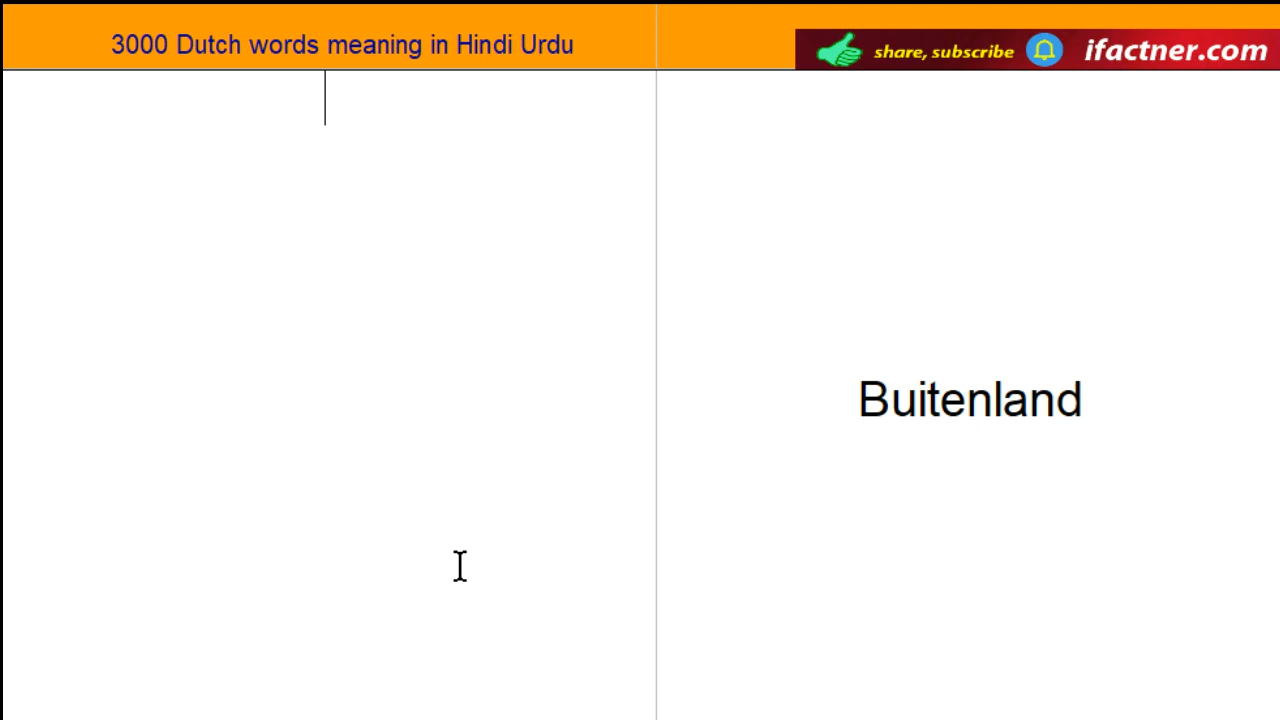 3000 Dutch words meaning in Hindi Urdu
share, subscribe
ifactner.com
Buitenland